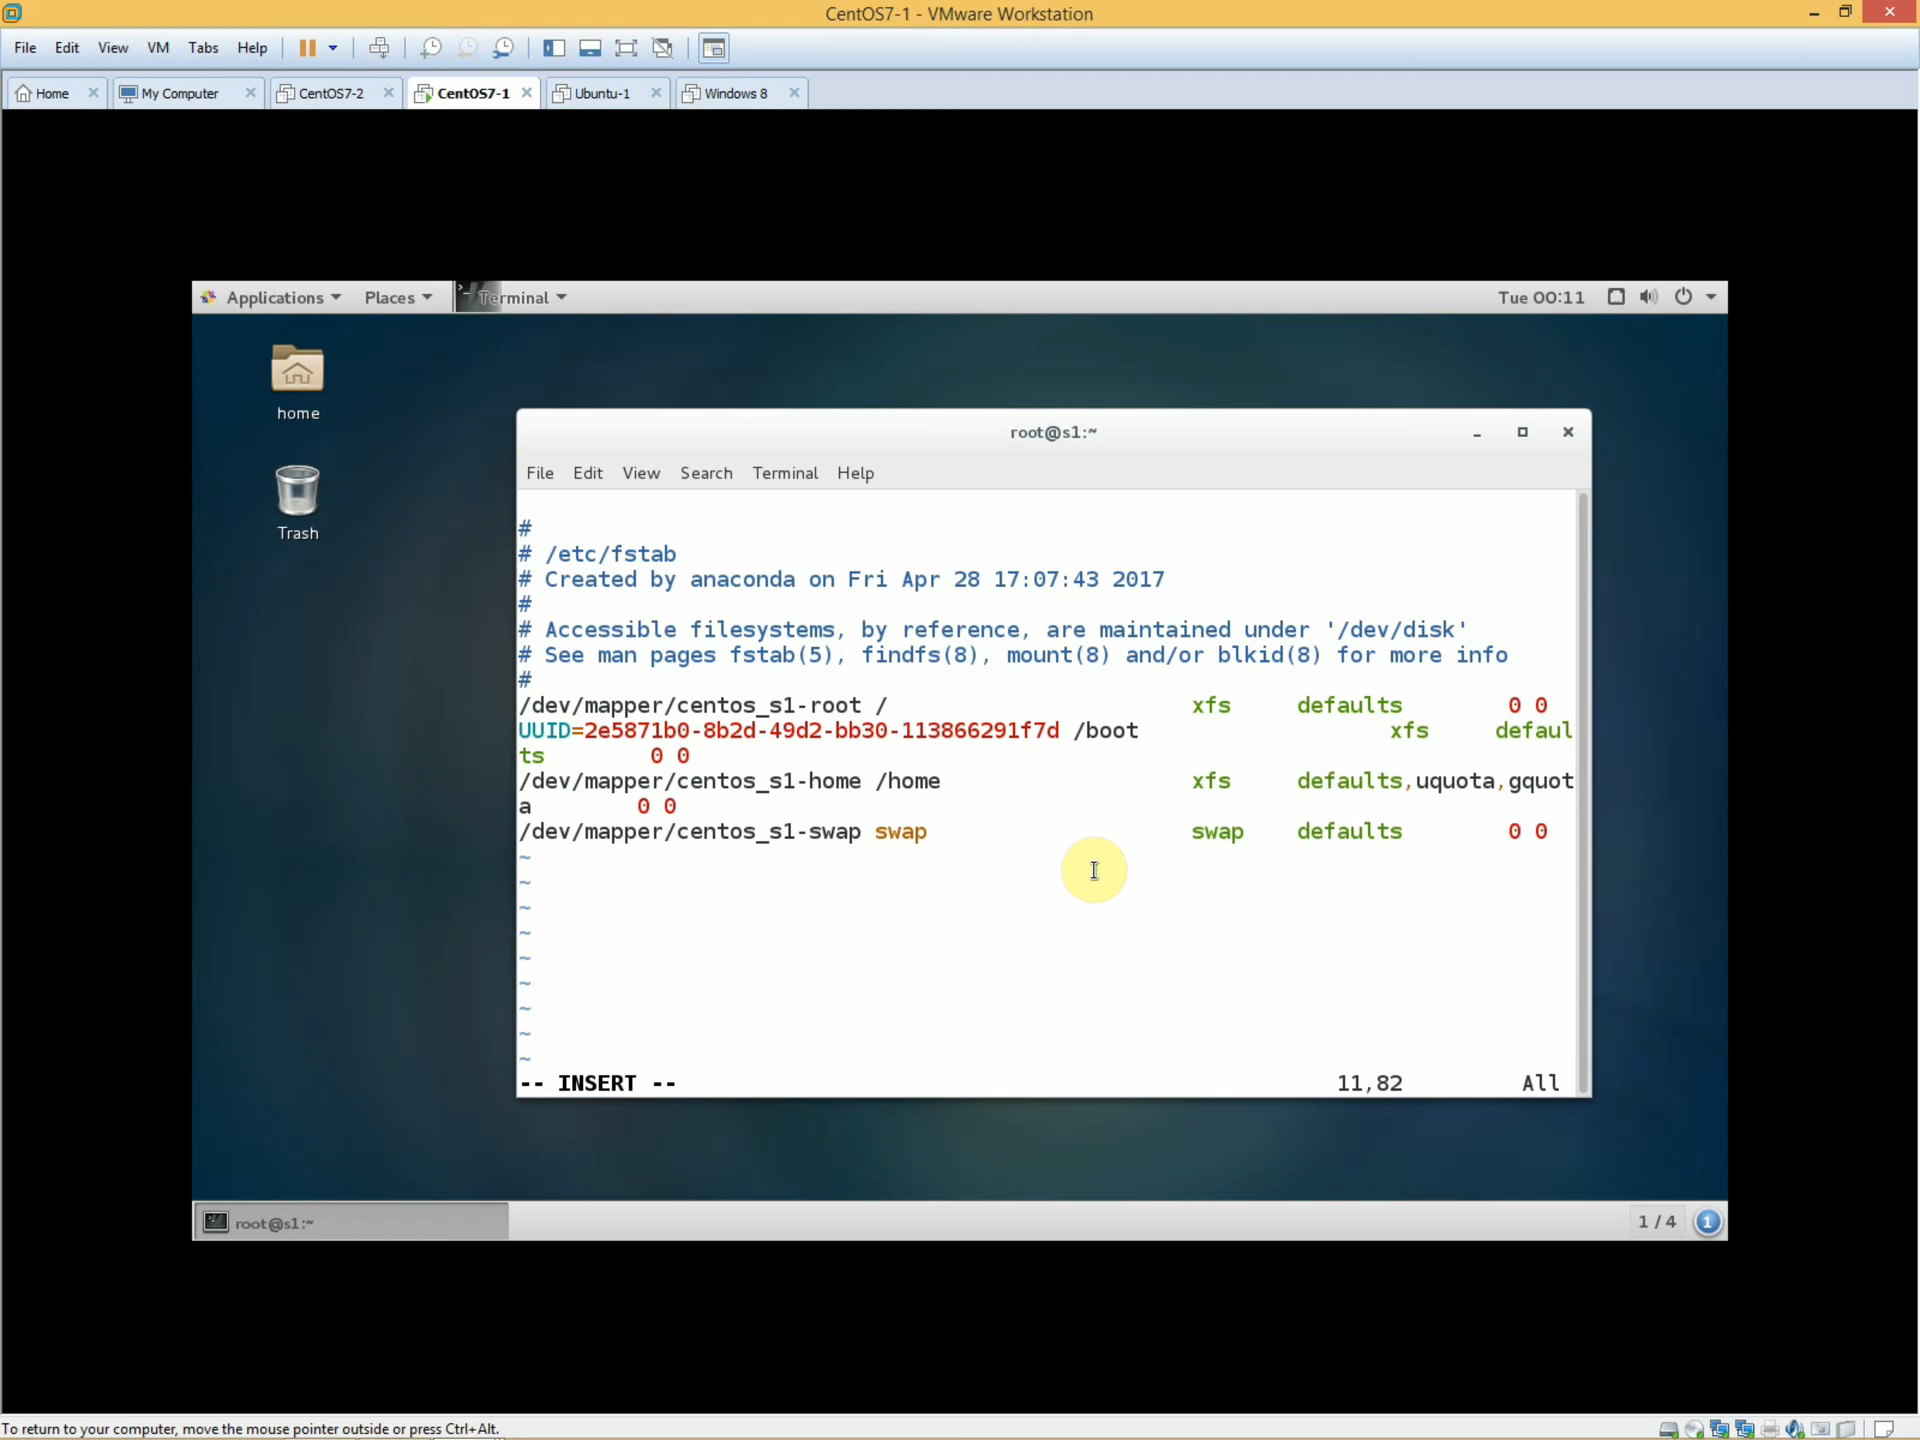 CentOS7-1 - VMware Workstation
File Edit View VM Tabs Help
Home My Computer CentOS7-2 CentOS7-1 Ubuntu-1 Windows 8
Applications Places Terminal Tue 00:11
home
Trash
root@s1:~
File Edit View Search Terminal Help
#
# /etc/fstab
# Created by anaconda on Fri Apr 28 17:07:43 2017
#
# Accessible filesystems, by reference, are maintained under '/dev/disk'
# See man pages fstab(5), findfs(8), mount(8) and/or blkid(8) for more info
#
/dev/mapper/centos_s1-root / xfs defaults 0 0
UUID=2e5871b0-8b2d-49d2-bb30-113866291f7d /boot xfs defaul
ts 0 0
/dev/mapper/centos_s1-home /home xfs defaults,uquota,gquot
a 0 0
/dev/mapper/centos_s1-swap swap swap defaults 0 0
~
~
~
~
~
~
~
~
~
-- INSERT -- 11,82 All
root@s1:~ 1 / 4 1
To return to your computer, move the mouse pointer outside or press Ctrl+Alt.